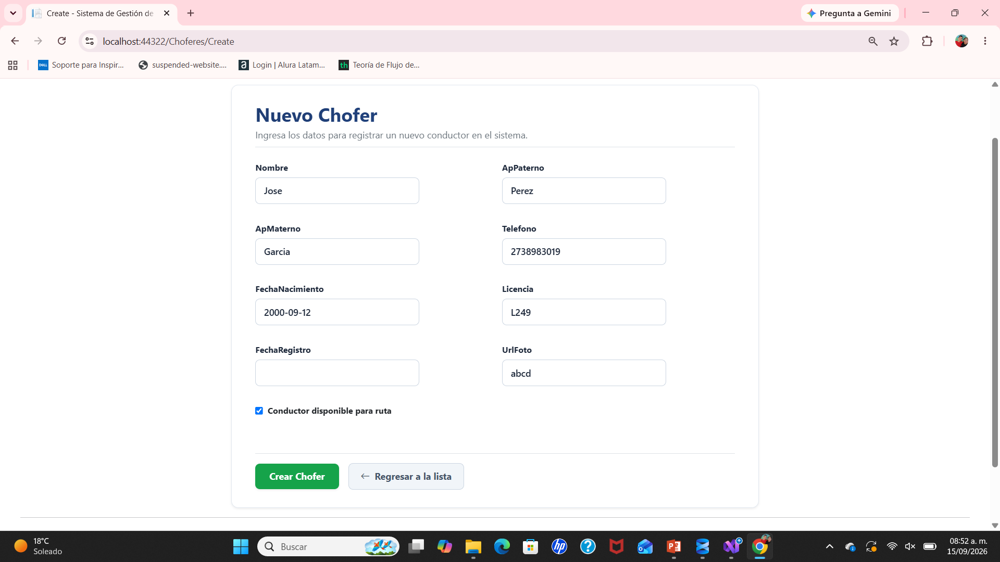 Create - Sistema de Gestión de
Pregunta a Gemini
localhost:44322/Choferes/Create
DELL
Soporte para Inspir...
suspended-website....
a
Login | Alura Latam...
th
Teoría de Flujo de...
Nuevo Chofer
Ingresa los datos para registrar un nuevo conductor en el sistema.
Nombre
ApPaterno
Jose
Perez
ApMaterno
Telefono
Garcia
2738983019
FechaNacimiento
Licencia
2000-09-12
L249
FechaRegistro
UrlFoto
abcd
Conductor disponible para ruta
Crear Chofer
← Regresar a la lista
18°C
Soleado
Buscar
hp
?
P
08:52 a. m.
15/09/2026